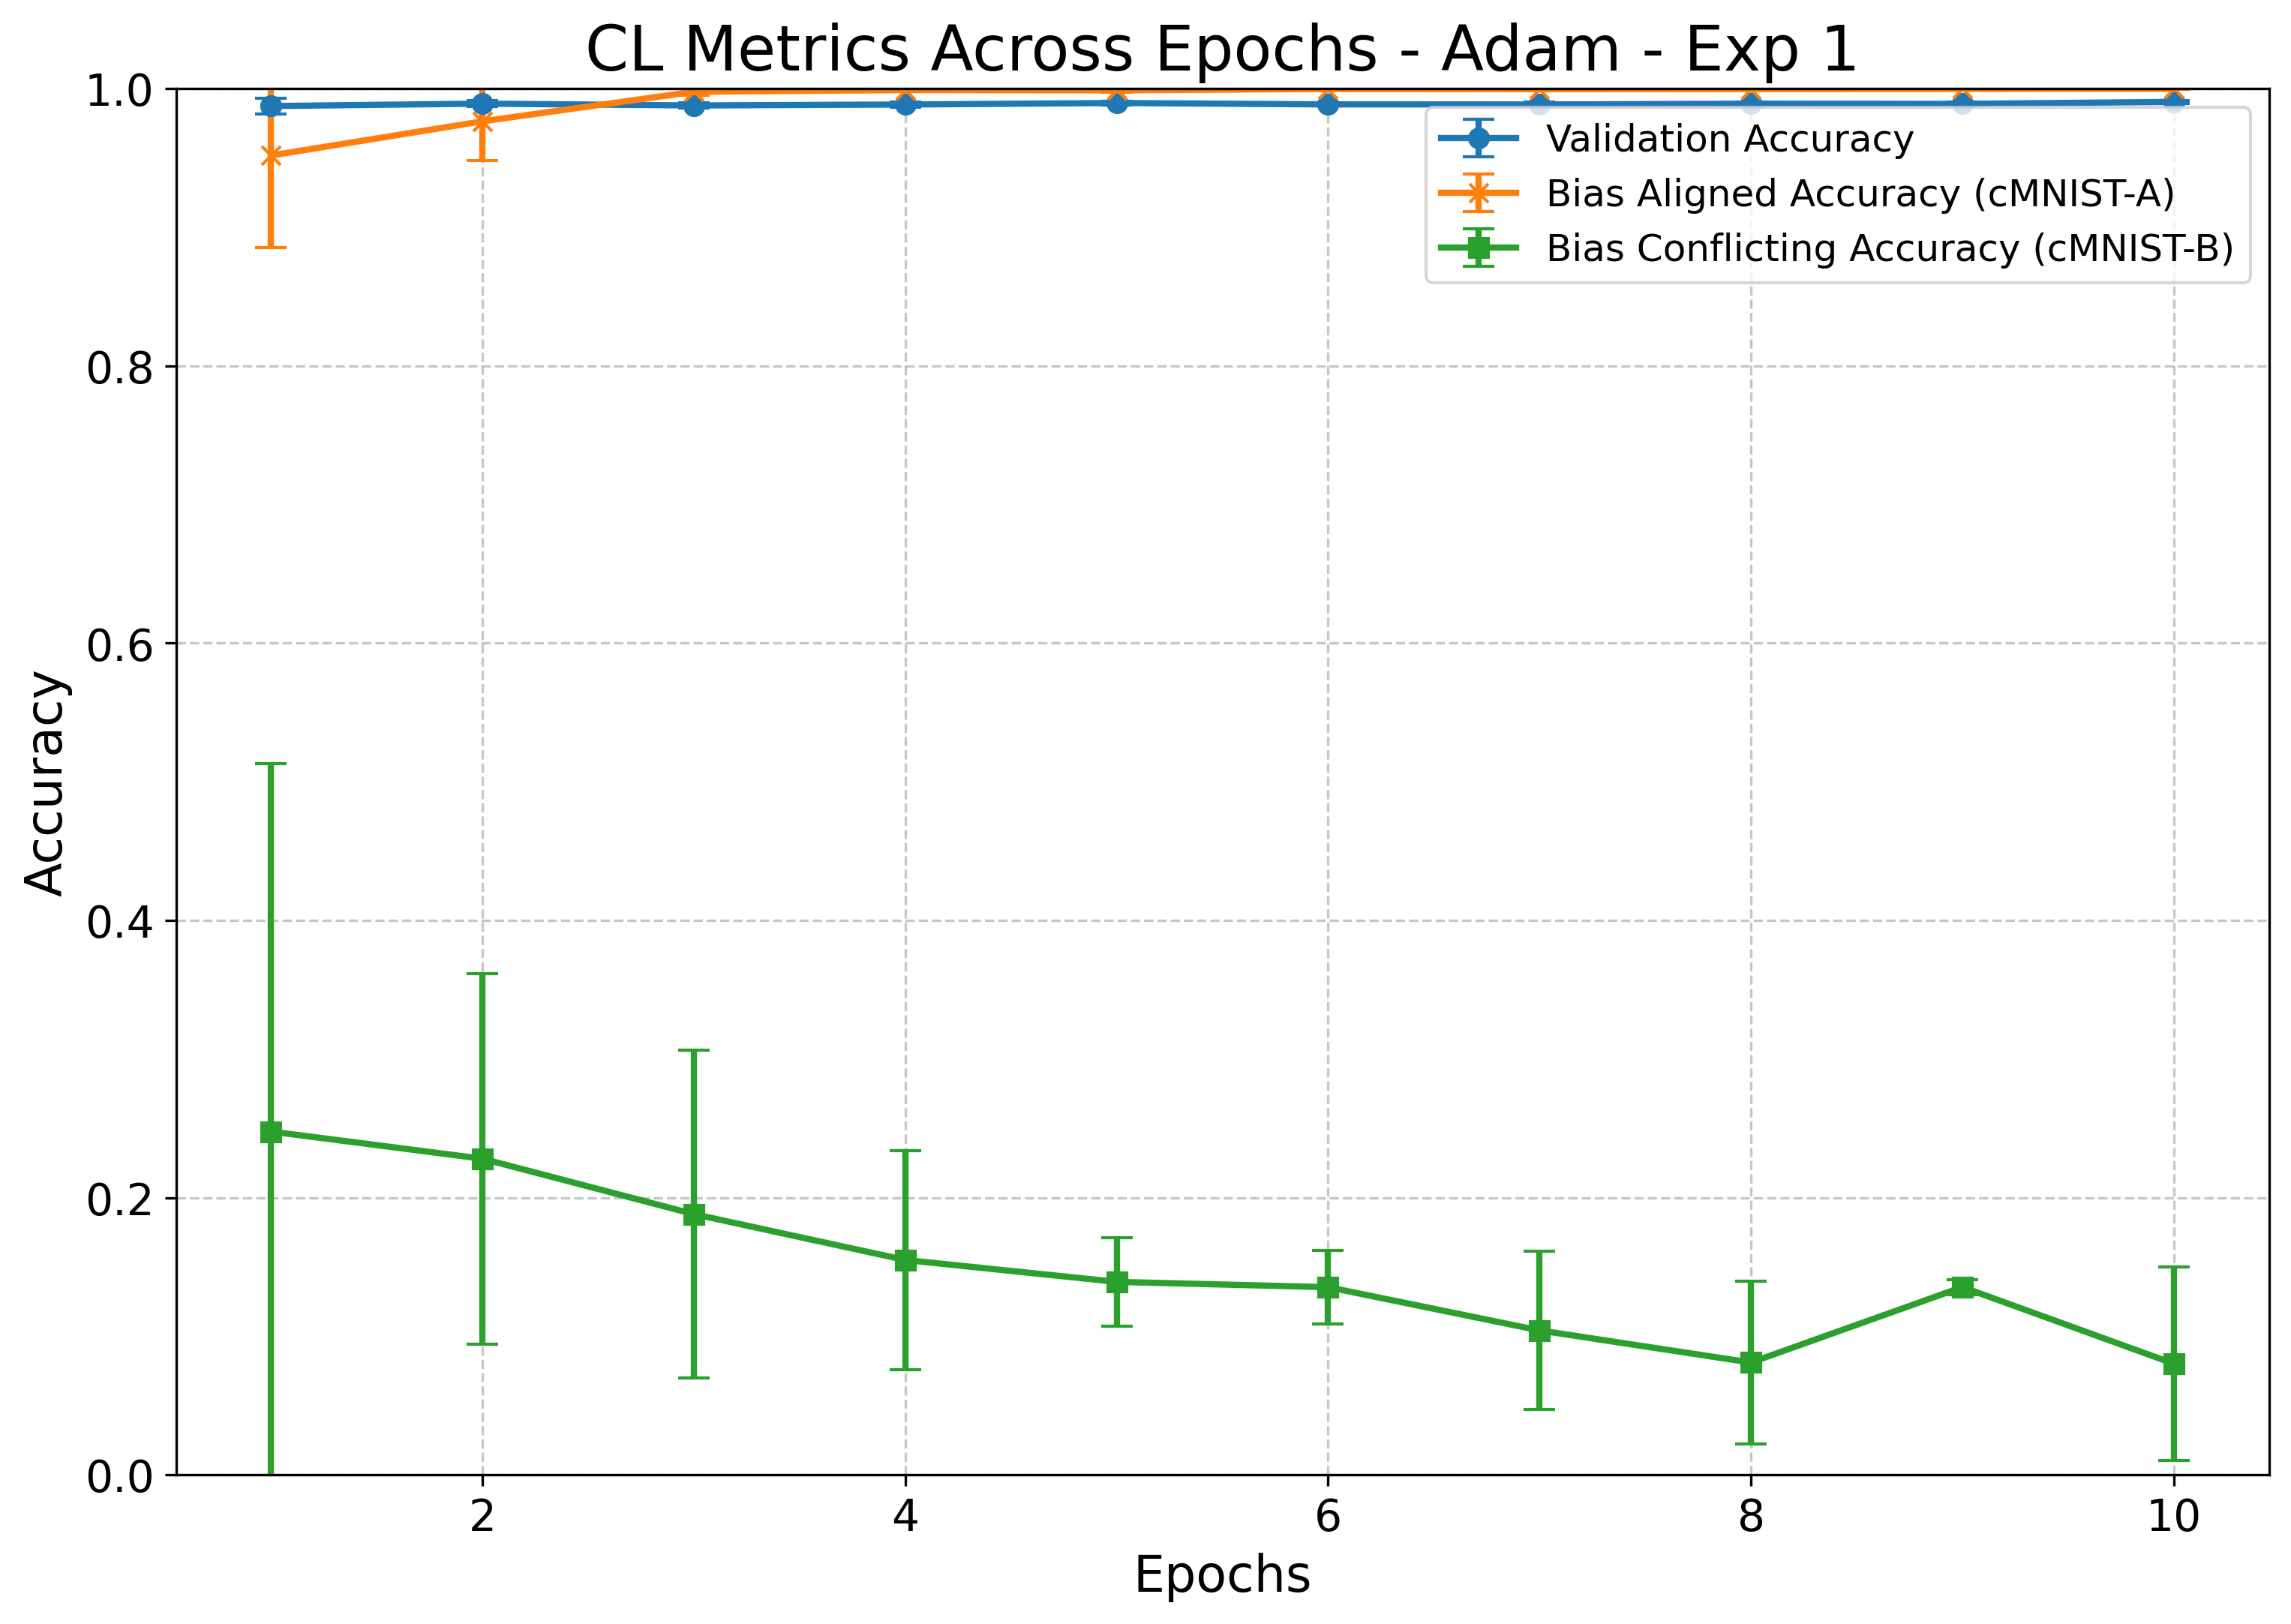 CL Metrics Across Epochs - Adam - Exp 1
Validation Accuracy
Bias Aligned Accuracy (cMNIST-A)
Bias Conflicting Accuracy (cMNIST-B)
Accuracy
1.0
0.8
0.6
0.4
0.2
0.0
2
4
6
8
10
Epochs